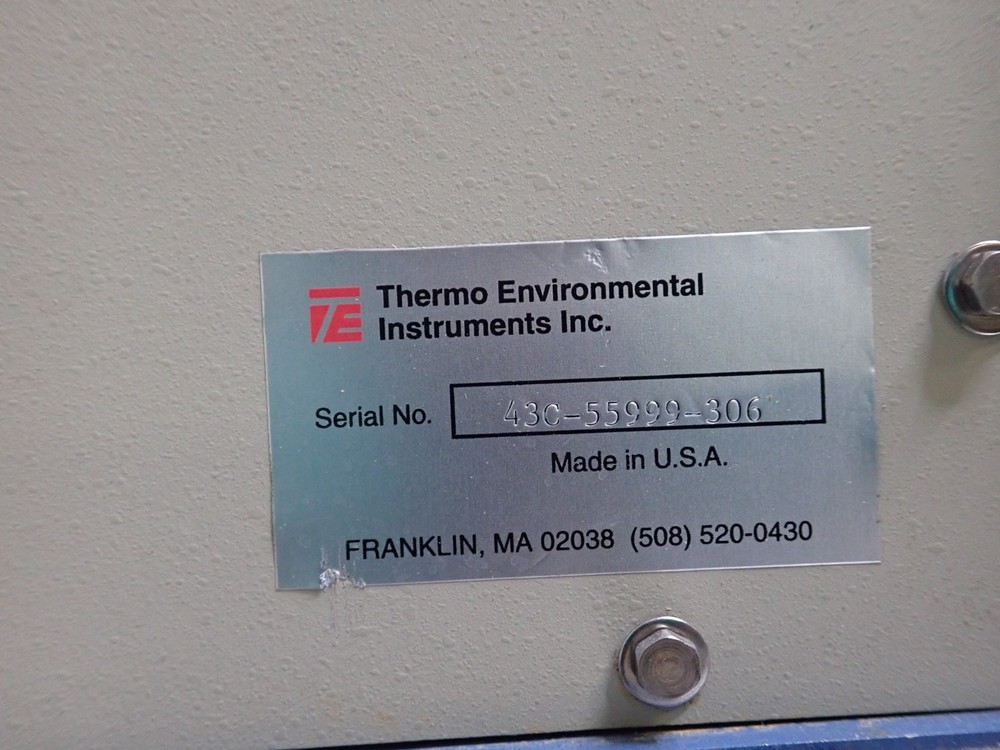 TE Thermo Environmental
Instruments Inc.
Serial No. 43C-55999-306
Made in U.S.A.
FRANKLIN, MA 02038 (508) 520-0430